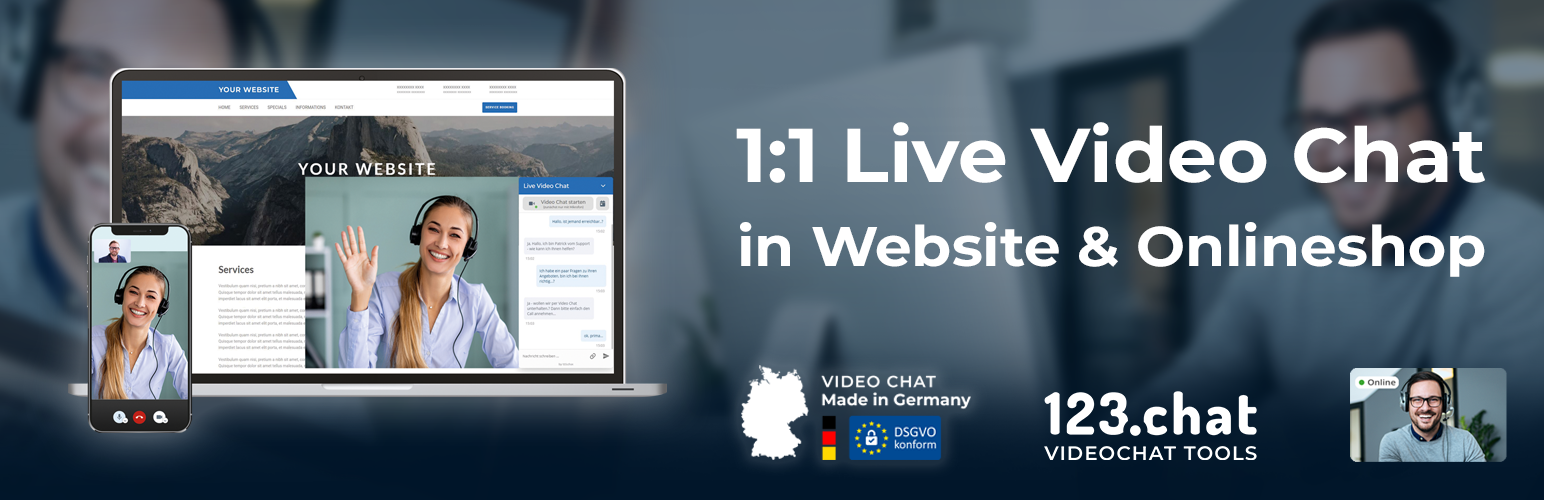 YOUR WEBSITE
HOME SERVICES SPECIALS INFORMATIONS KONTAKT
SERVICE BOOKING
YOUR WEBSITE
Services
Live Video Chat
Video Chat starten
Hallo, ist jemand erreichbar..?
ja, Hallo. Ich bin Patrick vom Support
- wie kann ich Ihnen helfen?
Ich habe ein paar Fragen zu Ihren
Angeboten. bin ich bei Ihnen
richtig..?
ja - wollen wir per Video Chat
unterhalten..? Dann bitte einfach den
Call annehmen...
ok, prima...
Nachricht schreiben ...
1:1 Live Video Chat
in Website & Onlineshop
VIDEO CHAT
Made in Germany
DSGVO
konform
123.chat
VIDEOCHAT TOOLS
Online